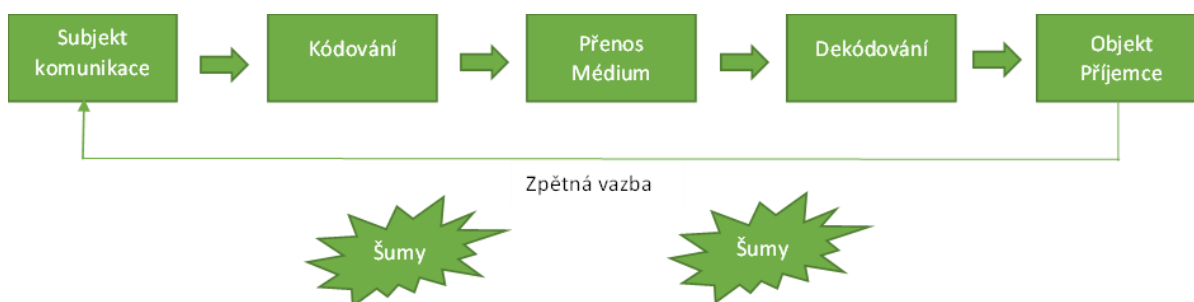 Subjekt
komunikace
Kódování
Přenos
Médium
Dekódování
Objekt
Příjemce
Zpětná vazba
Šumy
Šumy